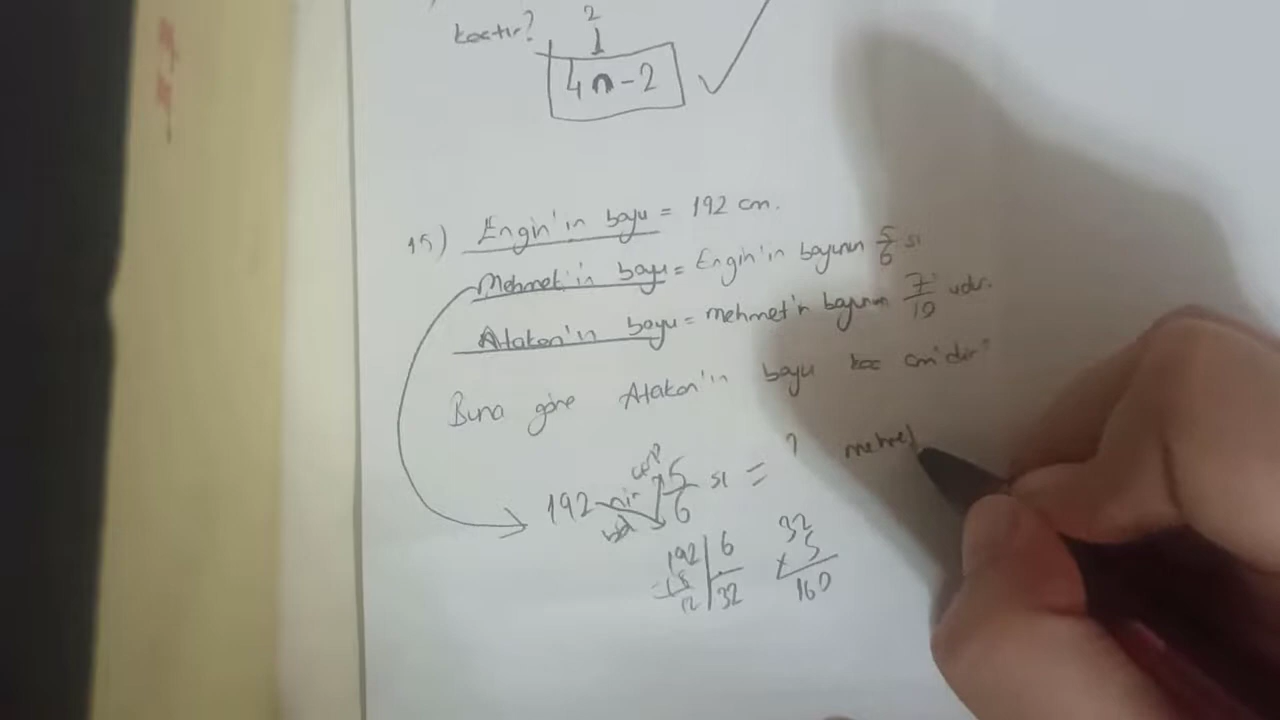 kaçtır?
2
1
4n-2
15) Engin'in boyu = 192 cm.
Mehmet'in boyu = Engin'in boyunun 5/6 sı
Atakan'ın boyu = mehmet'n boyunun 7/10 udur.
Buna göre Atakan'ın boyu kaç cm'dir?
192 nin 5/6 sı = ? mehmet
böl
192 | 6
18
12 32
32
x 5
160